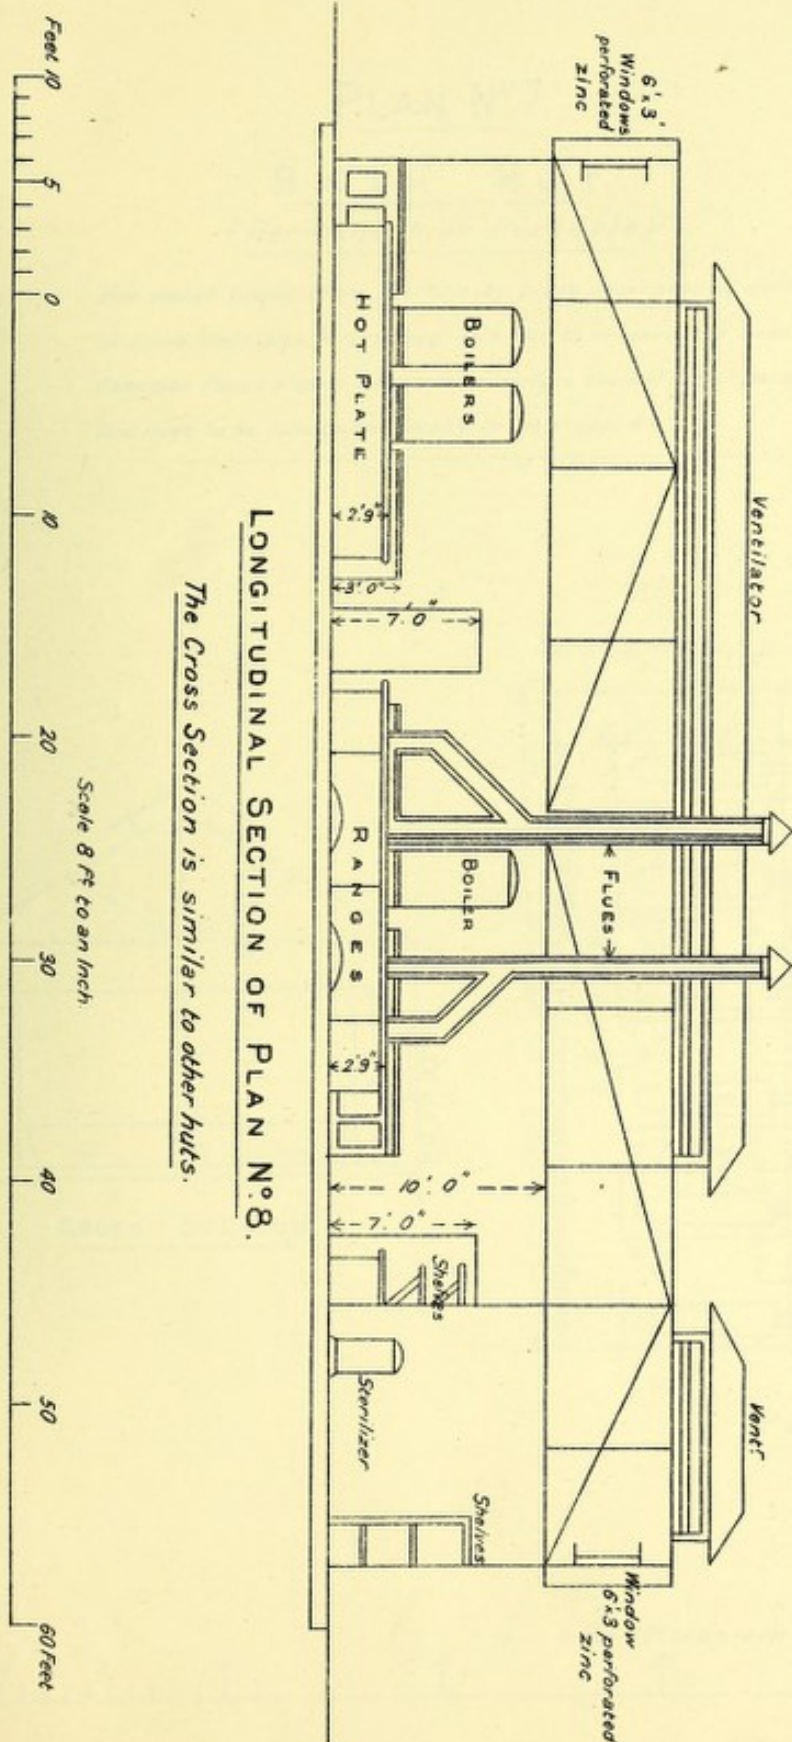 6'x3'
Windows
perforated
zinc
Ventilator
Ventr
Window
6'x3 perforated
zinc
BOILERS
HOT PLATE
2'.9"
3'.0"
7.'0"
FLUES
BOILER
RANGES
2'.9"
10'.0"
7'.0"
Shelves
Sterilizer
Shelves
LONGITUDINAL SECTION OF PLAN Nº.8.
The Cross Section is similar to other huts.
Scale 8 Ft to an Inch.
Feet 10 5 0 10 20 30 40 50 60 Feet